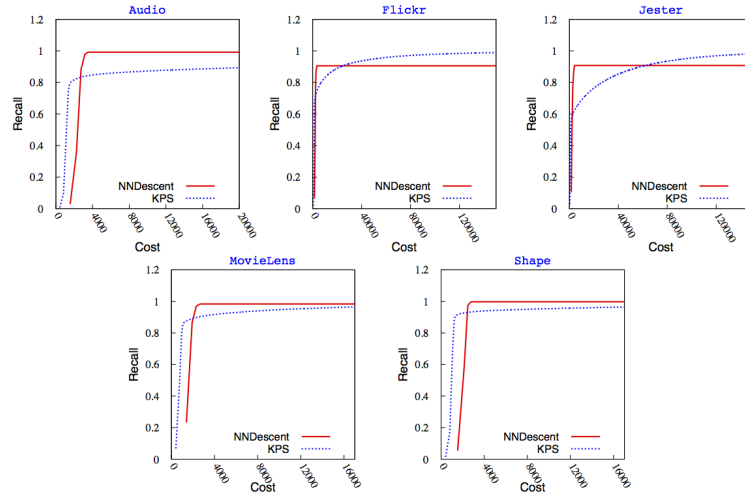 Audio
1.2
1
0.8
0.6
0.4
0.2
0
Recall
NNDescent
KPS
0
4000
8000
12000
16000
20000
Cost
Flickr
1.2
1
0.8
0.6
0.4
0.2
0
Recall
NNDescent
KPS
0
40000
80000
120000
Cost
Jester
1.2
1
0.8
0.6
0.4
0.2
0
Recall
NNDescent
KPS
0
40000
80000
120000
Cost
MovieLens
1.2
1
0.8
0.6
0.4
0.2
0
Recall
NNDescent
KPS
0
4000
8000
12000
16000
Cost
Shape
1.2
1
0.8
0.6
0.4
0.2
0
Recall
NNDescent
KPS
0
4000
8000
12000
16000
Cost